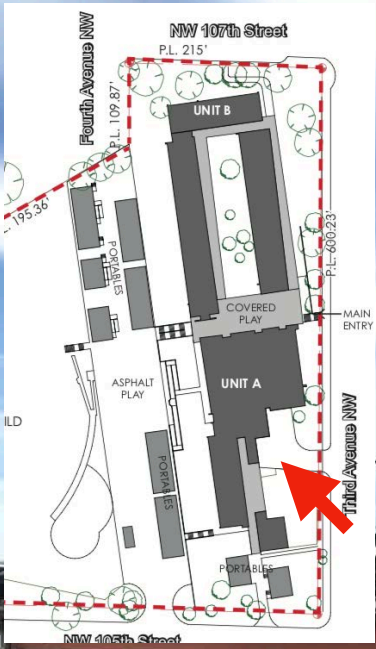 NW 107th Street
P.L. 215'
Fourth Avenue NW
P.L. 109.87'
UNIT B
L. 195.36'
PORTABLES
P.L. 600.23'
COVERED
PLAY
MAIN
ENTRY
ASPHALT
PLAY
UNIT A
ILD
PORTABLES
Third Avenue NW
PORTABLES
NW 105th Street